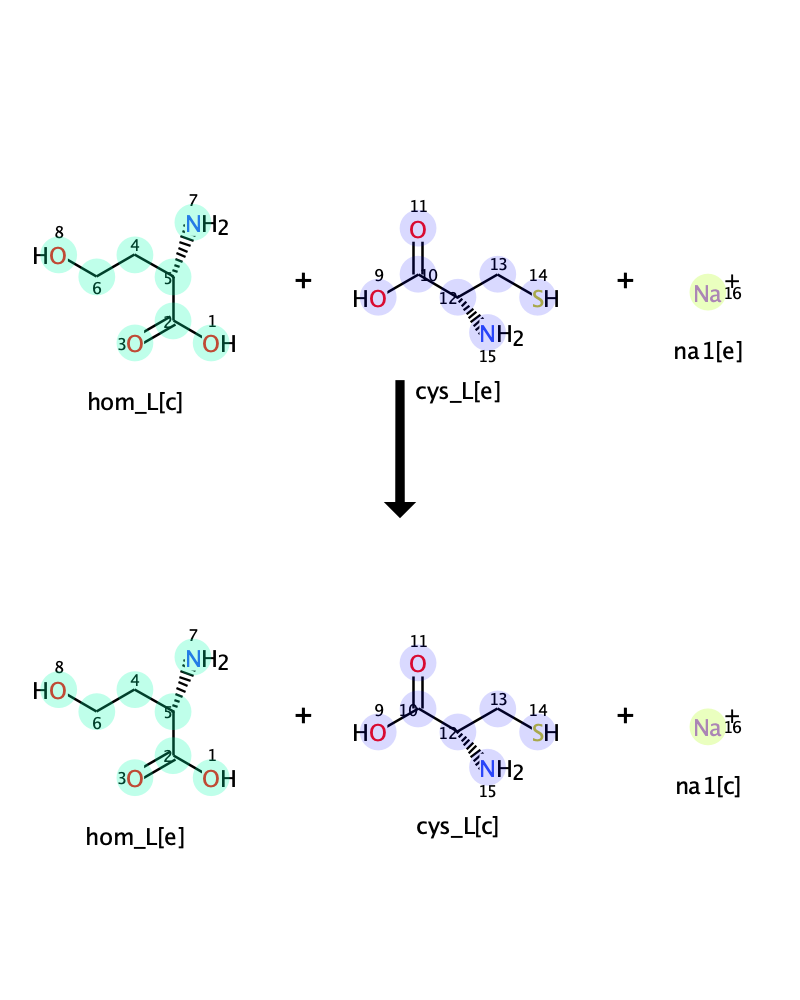 7
NH2
8
HO
4
5
6
2
1
3O
OH
hom_L[c]
+
11
O
9
HO
10
13
14
12
SH
NH2
15
cys_L[e]
+
Na+
16
na1[e]
7
NH2
8
HO
4
5
6
2
1
3O
OH
hom_L[e]
+
11
O
9
HO
10
13
14
12
SH
NH2
15
cys_L[c]
+
Na+
16
na1[c]